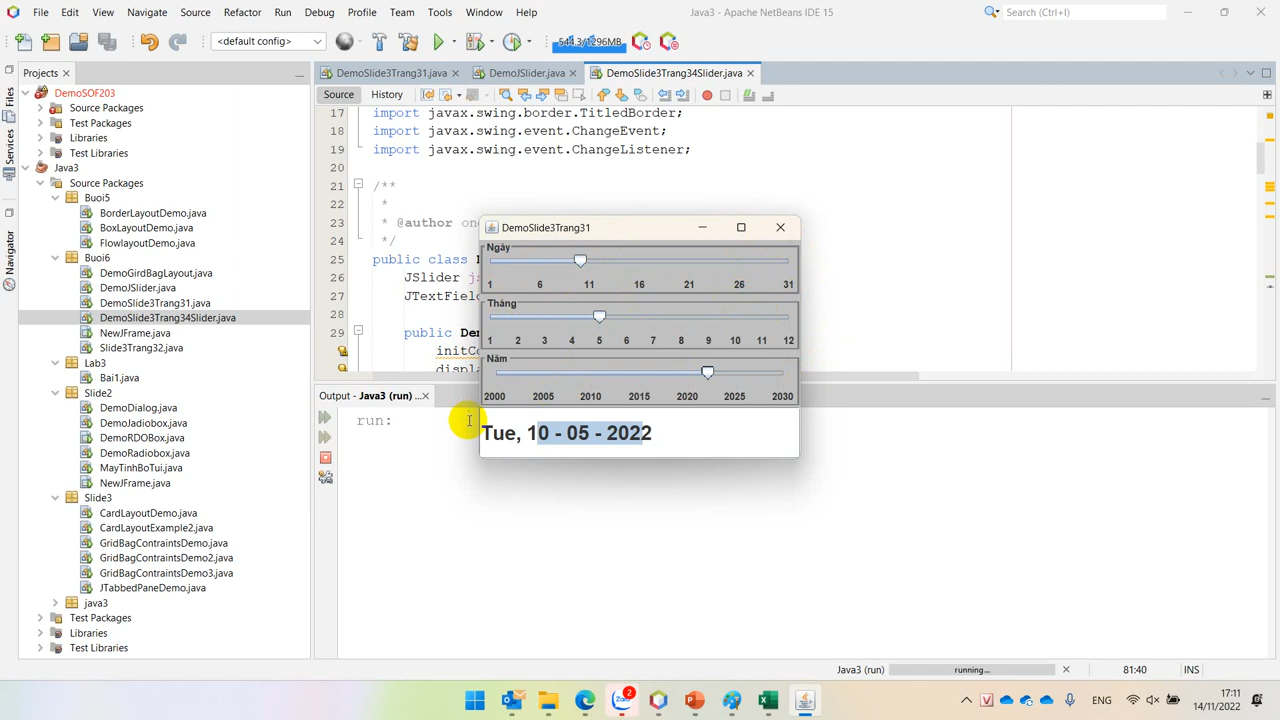 File Edit View Navigate Source Refactor Run Debug Profile Team Tools Window Help
Java3 - Apache NetBeans IDE 15
Search (Ctrl+I)
<default config>
544.3/1296MB
Projects
DemoSlide3Trang31.java
DemoJSlider.java
DemoSlide3Trang34Slider.java
Files
Services
Navigator
Source History
DemoSOF203
Source Packages
Test Packages
Libraries
Test Libraries
Java3
Source Packages
Buoi5
BorderLayoutDemo.java
BoxLayoutDemo.java
FlowlayoutDemo.java
Buoi6
DemoGirdBagLayout.java
DemoJSlider.java
DemoSlide3Trang31.java
DemoSlide3Trang34Slider.java
NewJFrame.java
Slide3Trang32.java
Lab3
Bai1.java
Slide2
DemoDialog.java
DemoJadiobox.java
DemoRDOBox.java
DemoRadiobox.java
MayTinhBoTui.java
NewJFrame.java
Slide3
CardLayoutDemo.java
CardLayoutExample2.java
GridBagContraintsDemo.java
GridBagContraintsDemo2.java
GridBagContraintsDemo3.java
JTabbedPaneDemo.java
java3
Test Packages
Libraries
Test Libraries
17 import javax.swing.border.TitledBorder;
18 import javax.swing.event.ChangeEvent;
19 import javax.swing.event.ChangeListener;
20
21 /**
22 *
23 * @author
24 */
25 public class
26 JSlider
27 JTextField
28
29 public
DemoSlide3Trang31
Ngày
1 6 11 16 21 26 31
Tháng
1 2 3 4 5 6 7 8 9 10 11 12
Năm
2000 2005 2010 2015 2020 2025 2030
Tue, 10 - 05 - 2022
Output - Java3 (run) ...
run:
Java3 (run)
running...
81:40
INS
2
ENG
17:11
14/11/2022